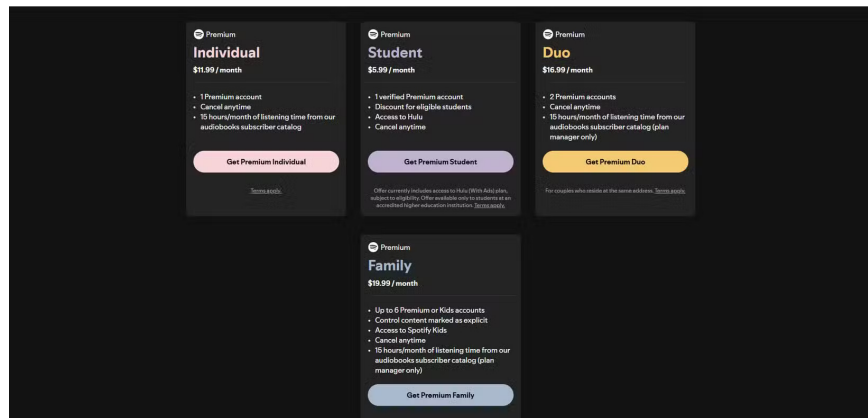 Premium
Individual
$11.99 / month
• 1 Premium account
• Cancel anytime
• 15 hours/month of listening time from our
audiobooks subscriber catalog
Get Premium Individual
Terms apply.
Premium
Student
$5.99 / month
• 1 verified Premium account
• Discount for eligible students
• Access to Hulu
• Cancel anytime
Get Premium Student
Offer currently includes access to Hulu (With Ads) plan,
subject to eligibility. Offer available only to students at an
accredited higher education institution. Terms apply.
Premium
Duo
$16.99 / month
• 2 Premium accounts
• Cancel anytime
• 15 hours/month of listening time from our
audiobooks subscriber catalog (plan
manager only)
Get Premium Duo
For couples who reside at the same address. Terms apply.
Premium
Family
$19.99 / month
• Up to 6 Premium or Kids accounts
• Control content marked as explicit
• Access to Spotify Kids
• Cancel anytime
• 15 hours/month of listening time from our
audiobooks subscriber catalog (plan
manager only)
Get Premium Family